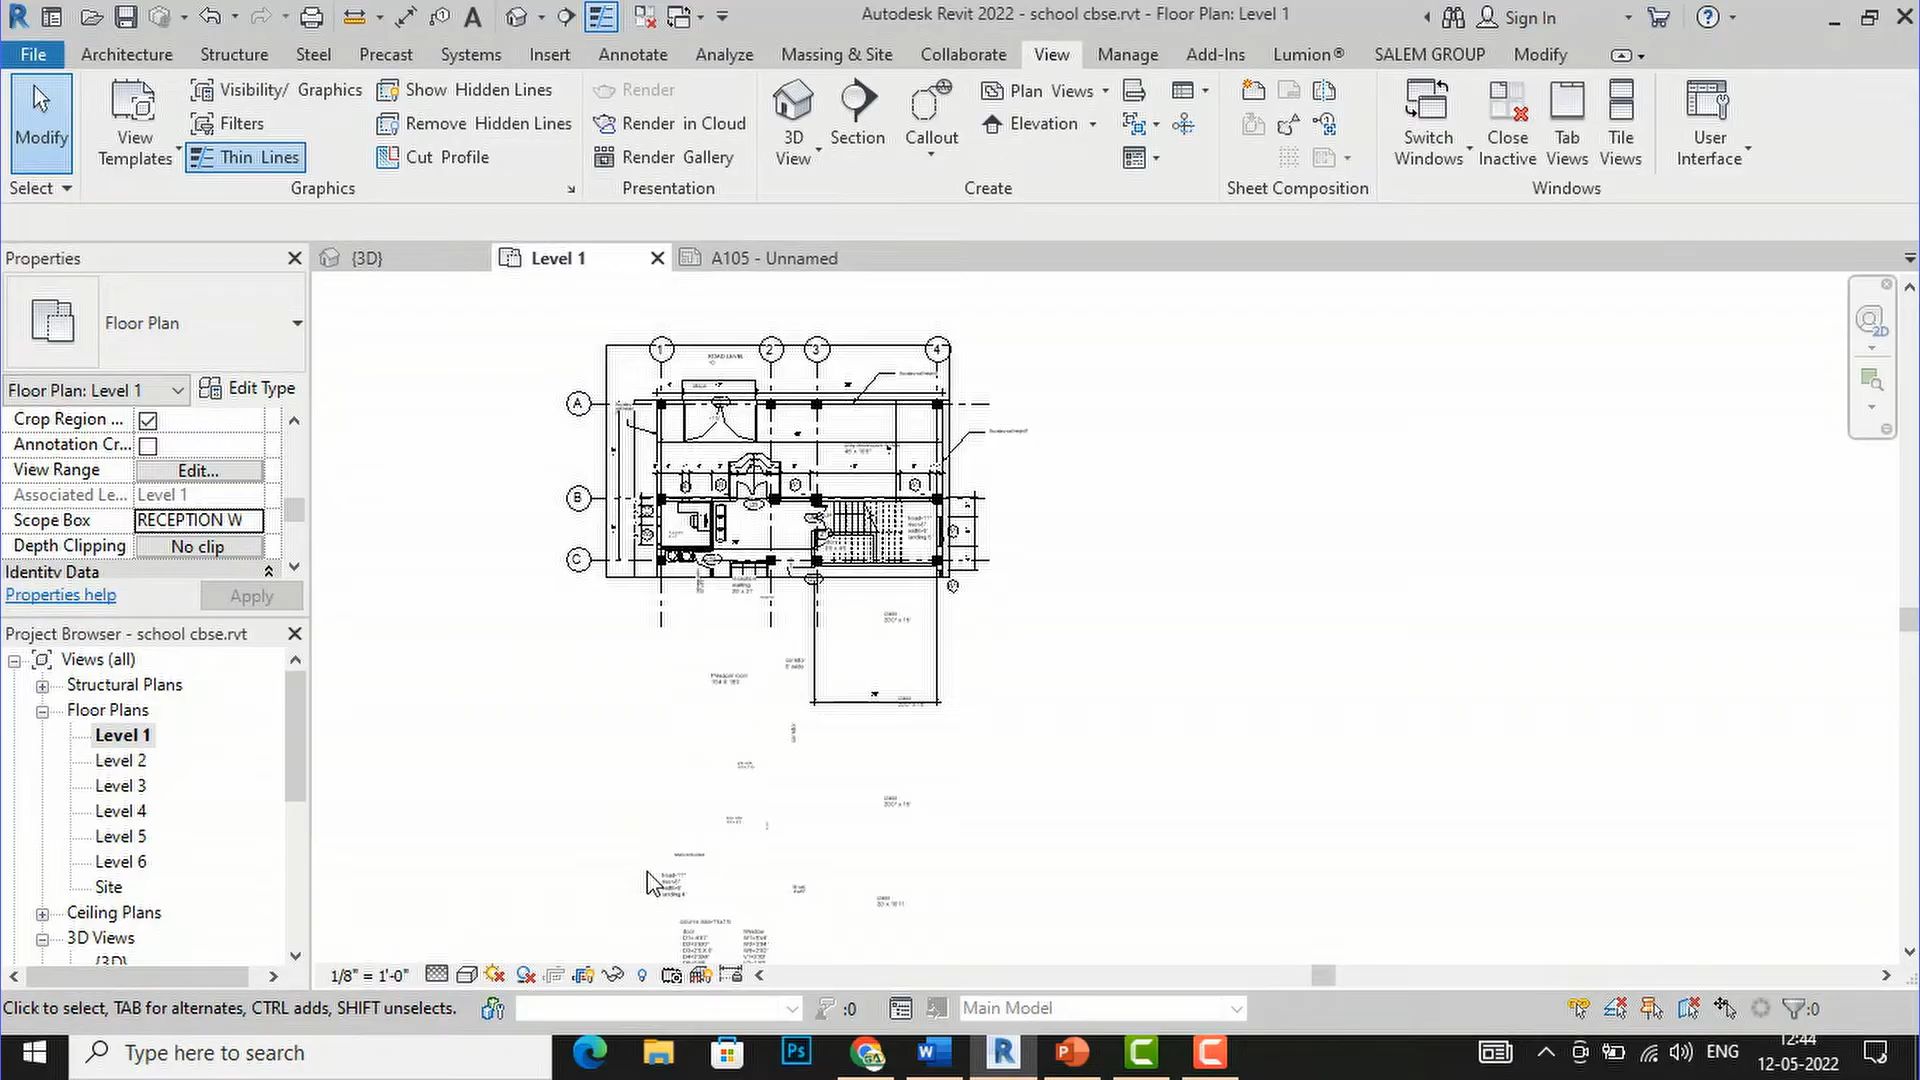 Autodesk Revit 2022 - school cbse.rvt - Floor Plan: Level 1
Sign In
File Architecture Structure Steel Precast Systems Insert Annotate Analyze Massing & Site Collaborate View Manage Add-Ins Lumion® SALEM GROUP Modify
Modify
Select
View Templates
Visibility/ Graphics
Filters
Thin Lines
Show Hidden Lines
Remove Hidden Lines
Cut Profile
Graphics
Render
Render in Cloud
Render Gallery
Presentation
3D View
Section
Callout
Plan Views
Elevation
Create
Sheet Composition
Switch Windows
Close Inactive
Tab Views
Tile Views
Windows
User Interface
Properties
{3D}
Level 1
A105 - Unnamed
Floor Plan
Floor Plan: Level 1
Edit Type
Crop Region ...
Annotation Cr...
View Range Edit...
Associated Le... Level 1
Scope Box RECEPTION W
Depth Clipping No clip
Identity Data
Properties help
Apply
Project Browser - school cbse.rvt
Views (all)
Structural Plans
Floor Plans
Level 1
Level 2
Level 3
Level 4
Level 5
Level 6
Site
Ceiling Plans
3D Views
{3D}
1 2 3 4
ROAD LEVEL
A
B
C
2D
1/8" = 1'-0"
Click to select, TAB for alternates, CTRL adds, SHIFT unselects.
:0
Main Model
:0
Type here to search
Ps
ENG
12:44
12-05-2022